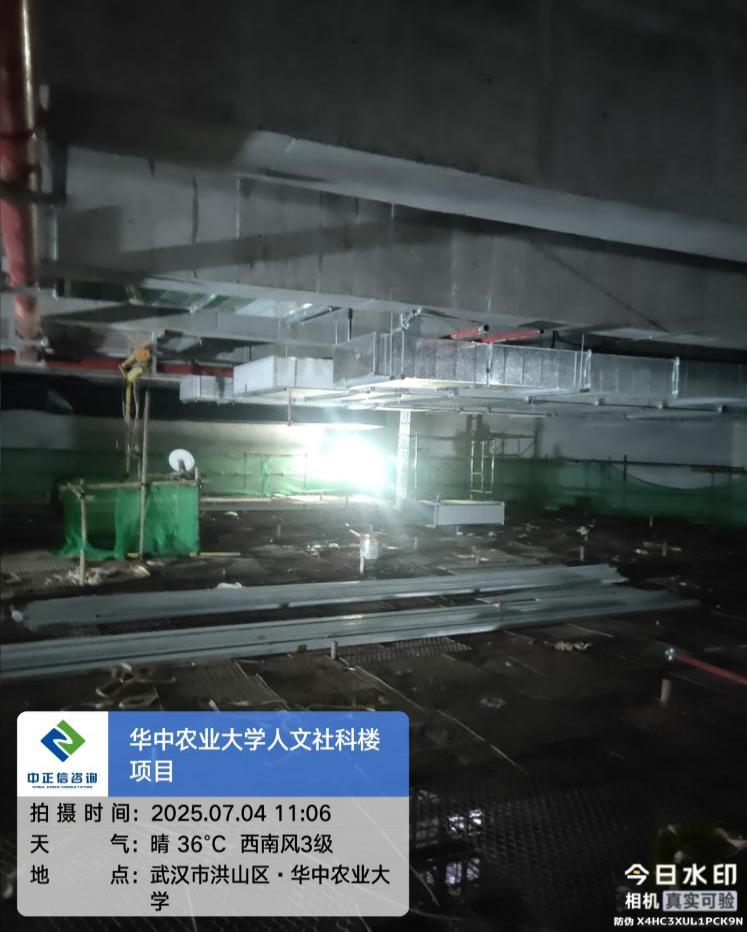 中正信咨询
CHINA ZOSIN CONSULTATION
华中农业大学人文社科楼
项目
拍摄时间：2025.07.04 11:06
天气：晴 36℃ 西南风3级
地点：武汉市洪山区·华中农业大
学
今日水印
相机 真实可验
防伪 X4HC3XUL1PCK9N